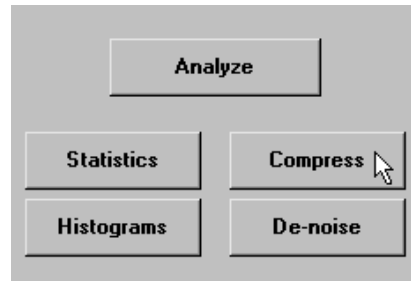 Analyze
Statistics
Compress
Histograms
De-noise